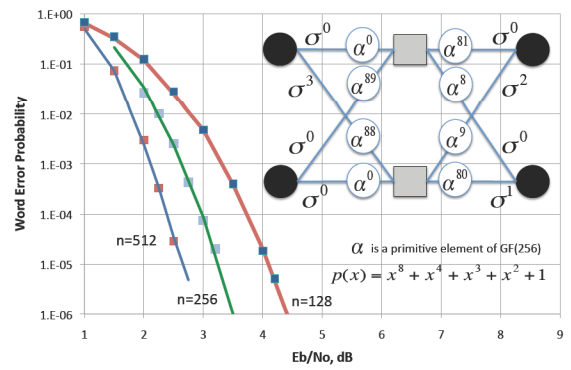 1.E+00
1.E-01
1.E-02
1.E-03
1.E-04
1.E-05
1.E-06
Word Error Probability
1 2 3 4 5 6 7 8 9
Eb/No, dB
n=512
n=256
n=128
σ⁰ α⁰ α⁸¹ σ⁰
σ³ α⁸⁹ α⁸ σ²
σ⁰ α⁸⁸ α⁹ σ⁰
σ⁰ α⁰ α⁸⁰ σ¹
α is a primitive element of GF(256)
p(x) = x⁸ + x⁴ + x³ + x² + 1